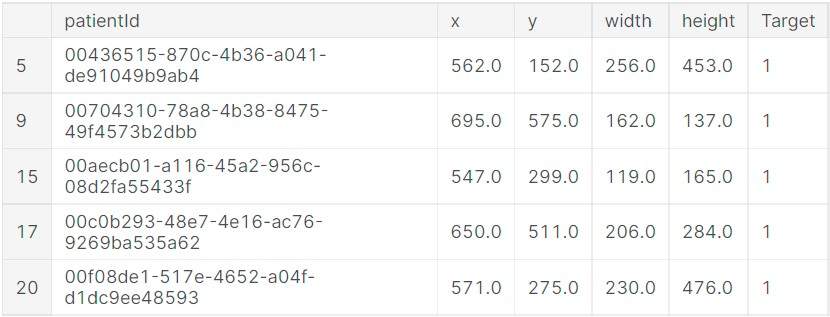 patientId x y width height Target
5 00436515-870c-4b36-a041-de91049b9ab4 562.0 152.0 256.0 453.0 1
9 00704310-78a8-4b38-8475-49f4573b2dbb 695.0 575.0 162.0 137.0 1
15 00aecb01-a116-45a2-956c-08d2fa55433f 547.0 299.0 119.0 165.0 1
17 00c0b293-48e7-4e16-ac76-9269ba535a62 650.0 511.0 206.0 284.0 1
20 00f08de1-517e-4652-a04f-d1dc9ee48593 571.0 275.0 230.0 476.0 1